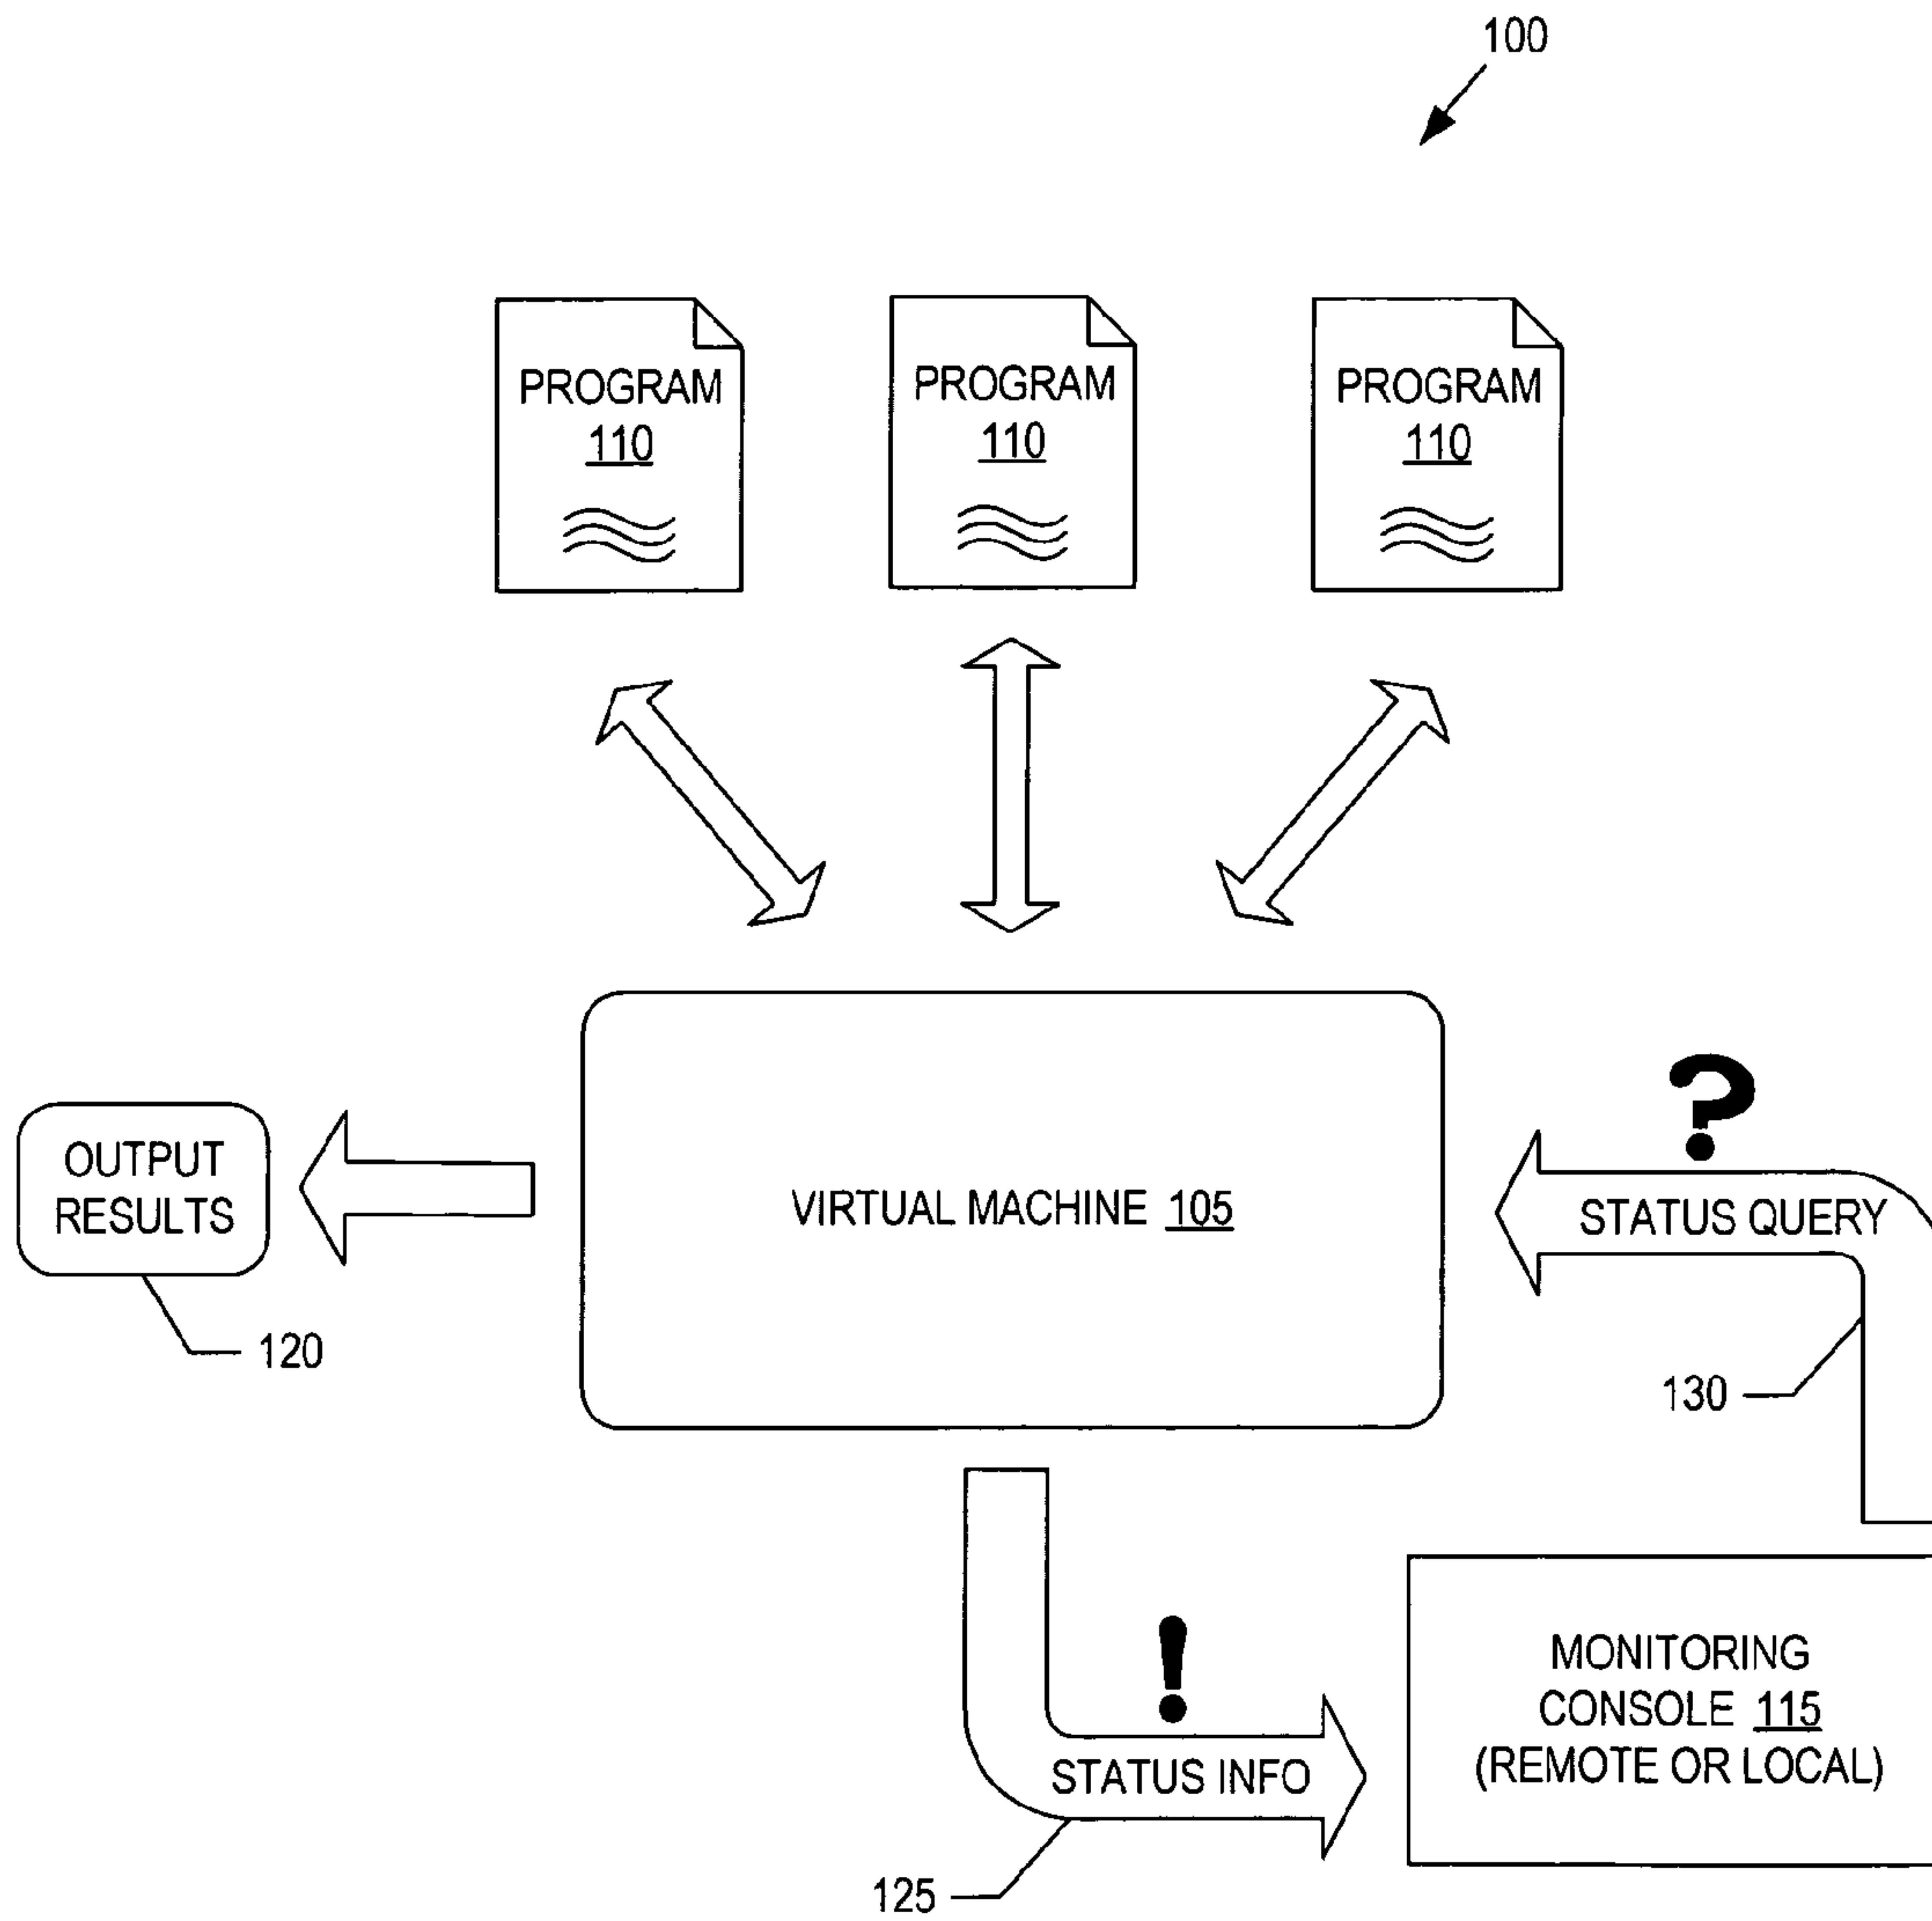 100
PROGRAM
110
PROGRAM
110
PROGRAM
110
OUTPUT
RESULTS
120
VIRTUAL MACHINE 105
?
STATUS QUERY
130
!
STATUS INFO
125
MONITORING
CONSOLE 115
(REMOTE OR LOCAL)